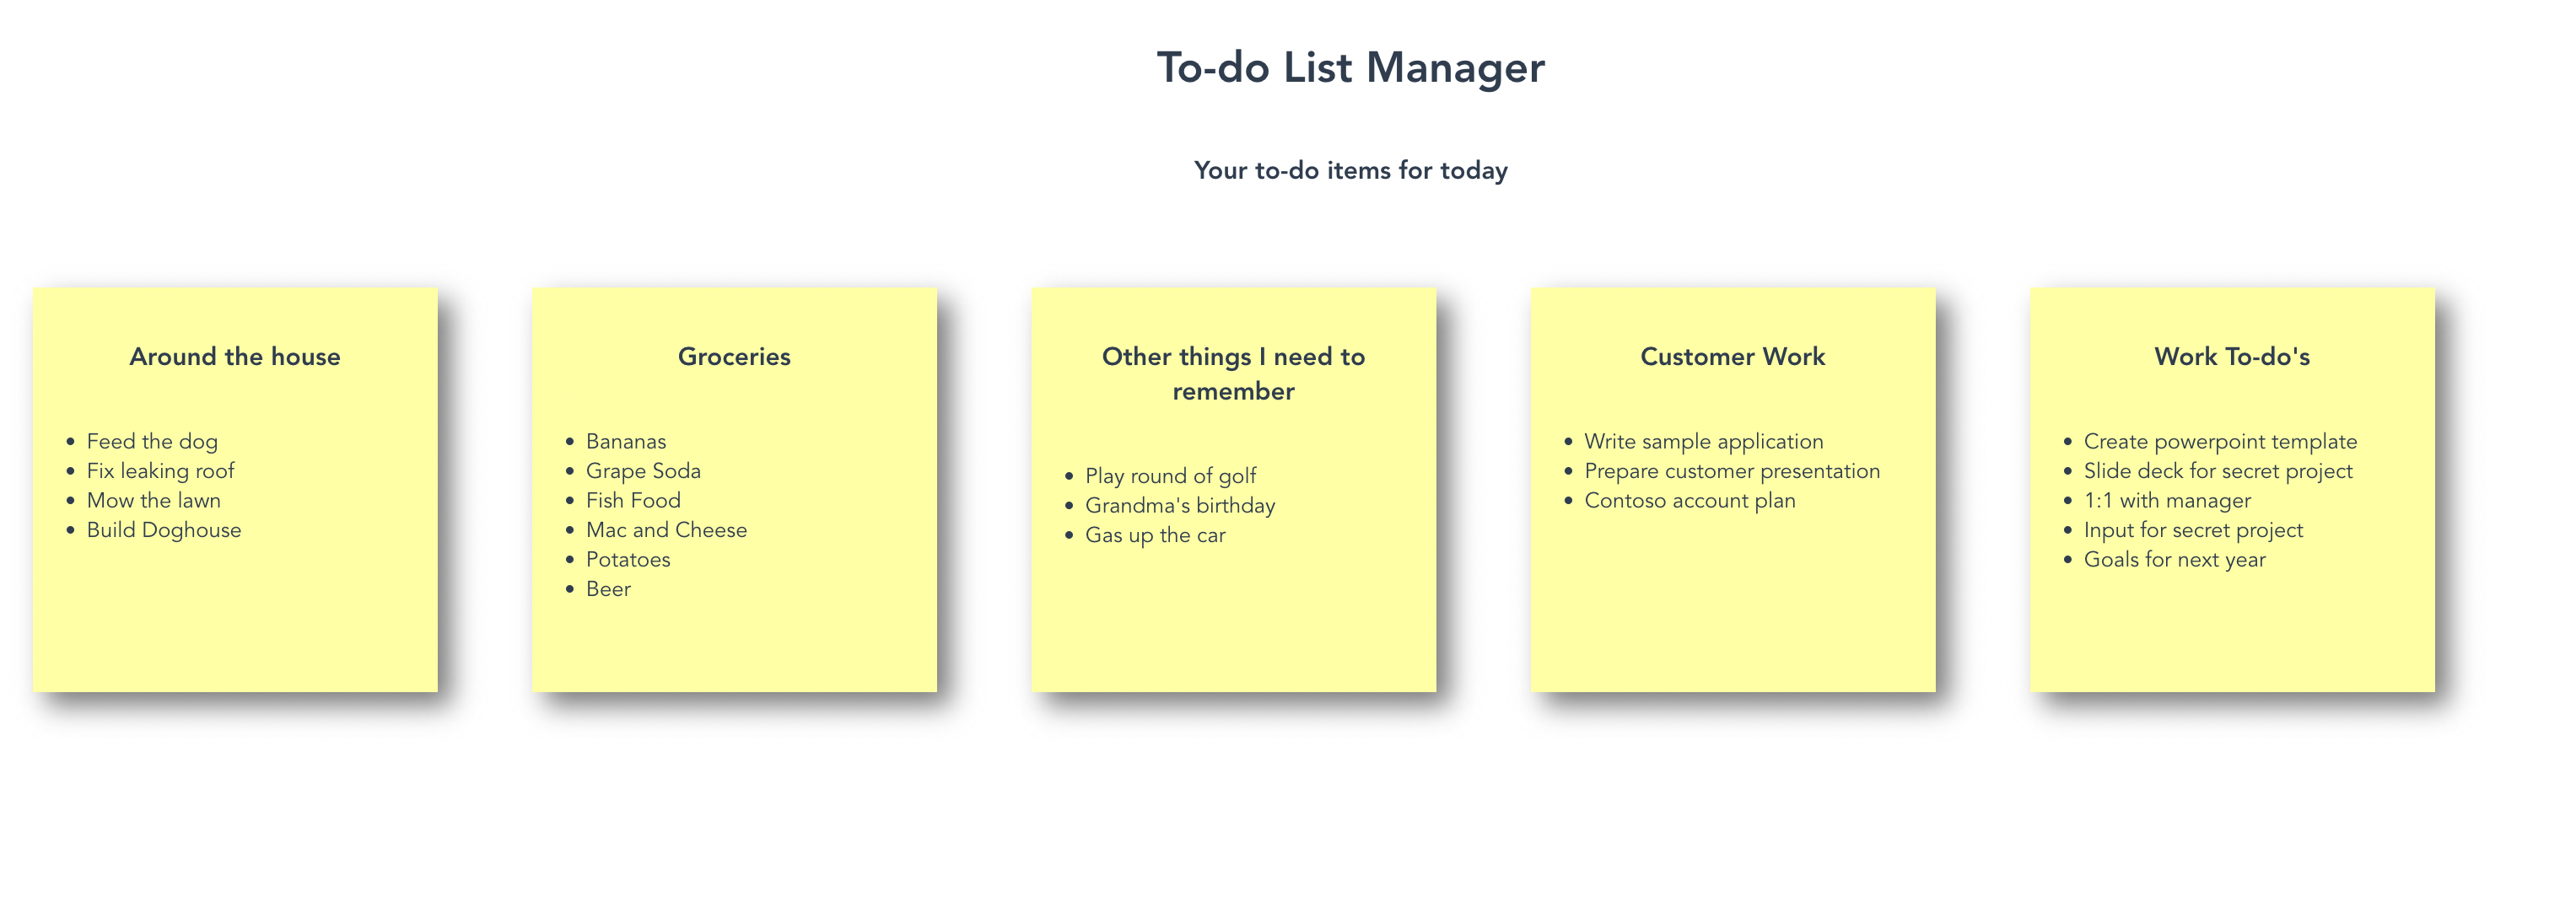 To-do List Manager
Your to-do items for today
Around the house
Feed the dog
Fix leaking roof
Mow the lawn
Build Doghouse
Groceries
Bananas
Grape Soda
Fish Food
Mac and Cheese
Potatoes
Beer
Other things I need to
remember
Play round of golf
Grandma's birthday
Gas up the car
Customer Work
Write sample application
Prepare customer presentation
Contoso account plan
Work To-do's
Create powerpoint template
Slide deck for secret project
1:1 with manager
Input for secret project
Goals for next year